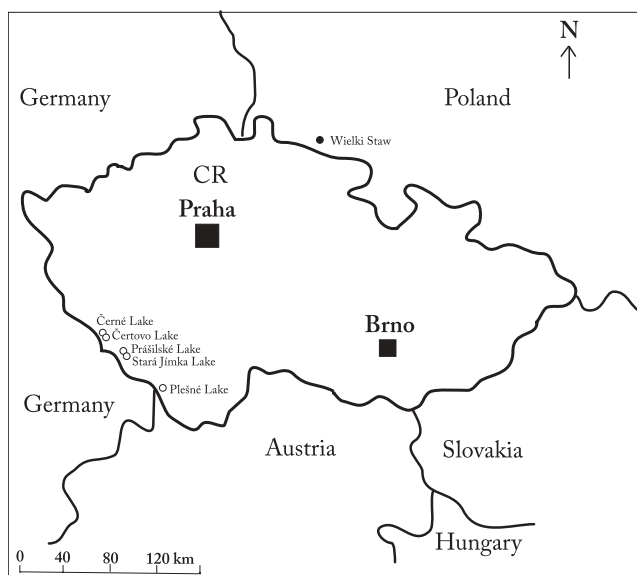 N
Germany
Poland
Wielki Staw
CR
Praha
Černé Lake
Čertovo Lake
Prášilské Lake
Stará Jímka Lake
Brno
Plešné Lake
Germany
Austria
Slovakia
Hungary
0 40 80 120 km